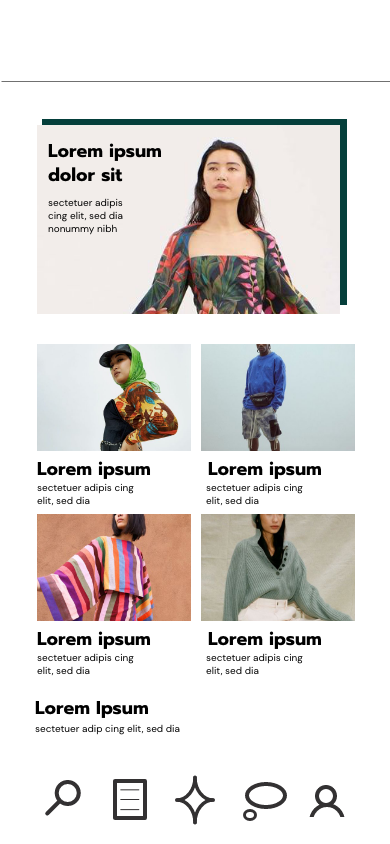 Lorem ipsum
dolor sit
sectetuer adipis
cing elit, sed dia
nonummy nibh
Lorem ipsum
sectetuer adipis cing
elit, sed dia
Lorem ipsum
sectetuer adipis cing
elit, sed dia
Lorem ipsum
sectetuer adipis cing
elit, sed dia
Lorem ipsum
sectetuer adipis cing
elit, sed dia
Lorem Ipsum
sectetuer adip cing elit, sed dia